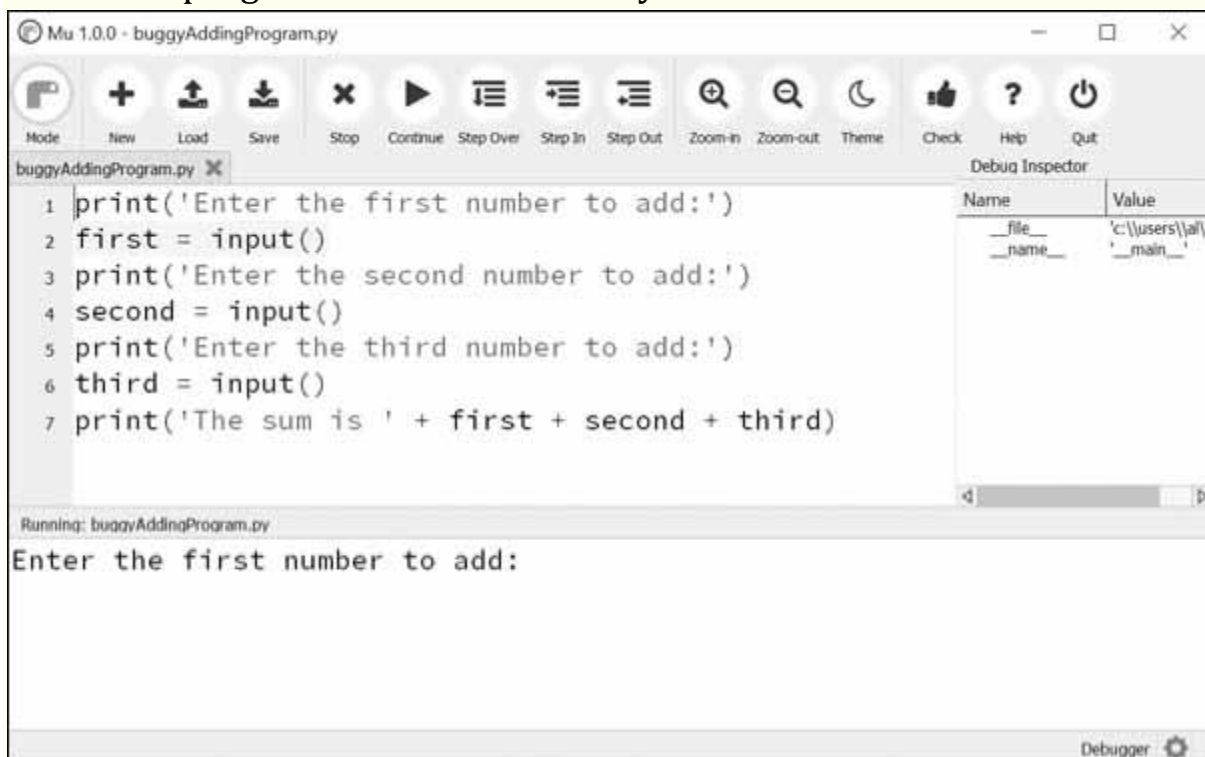 Mu 1.0.0 - buggyAddingProgram.py
Mode New Load Save Stop Continue Step Over Step In Step Out Zoom-in Zoom-out Theme Check Help Quit
buggyAddingProgram.py
Debug Inspector
1 print('Enter the first number to add:')
2 first = input()
3 print('Enter the second number to add:')
4 second = input()
5 print('Enter the third number to add:')
6 third = input()
7 print('The sum is ' + first + second + third)
Name Value
__file__ 'c:\\users\\al\
__name__ '__main__'
Running: buggyAddingProgram.py
Enter the first number to add:
Debugger